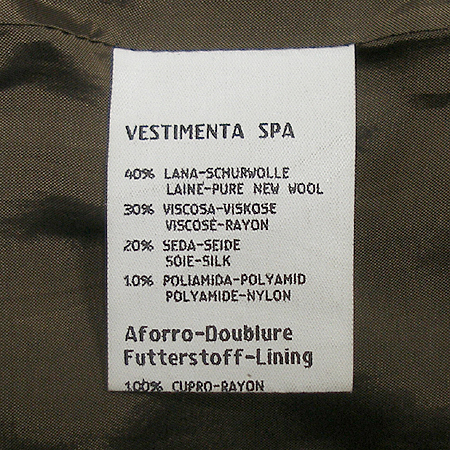 VESTIMENTA SPA
40% LANA-SCHURWOLLE
LAINE-PURE NEW WOOL
30% VISCOSA-VISKOSE
VISCOSE-RAYON
20% SEDA-SEIDE
SOIE-SILK
10% POLIAMIDA-POLYAMID
POLYAMIDE-NYLON
Aforro-Doublure
Futterstoff-Lining
100% CUPRO-RAYON